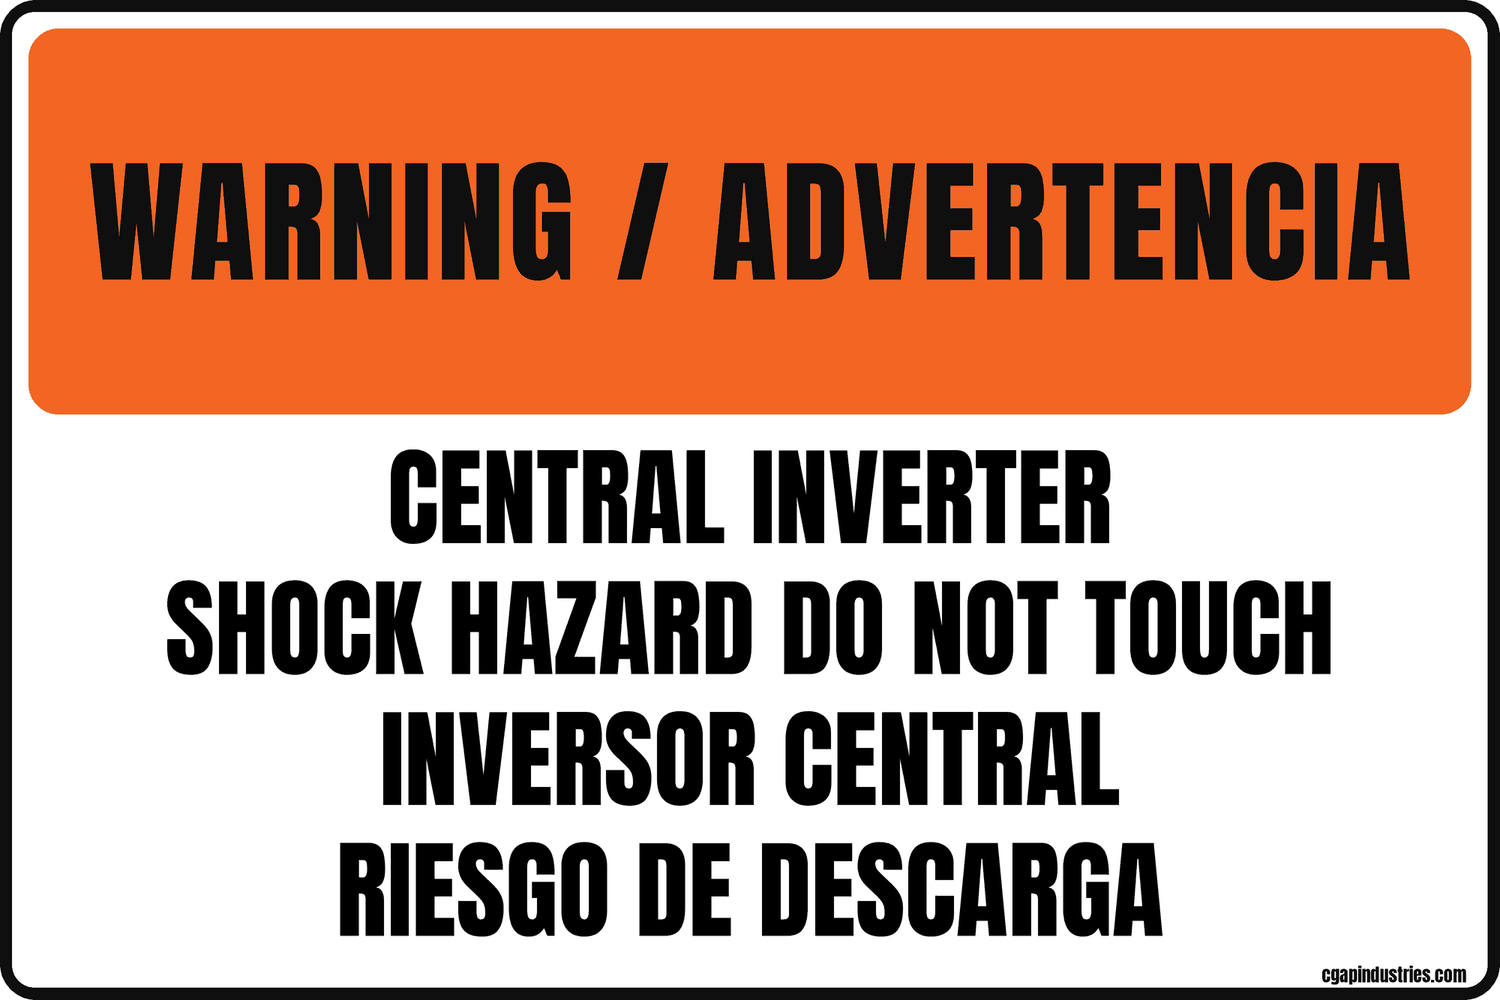 WARNING / ADVERTENCIA
CENTRAL INVERTER
SHOCK HAZARD DO NOT TOUCH
INVERSOR CENTRAL
RIESGO DE DESCARGA
cgapindustries.com